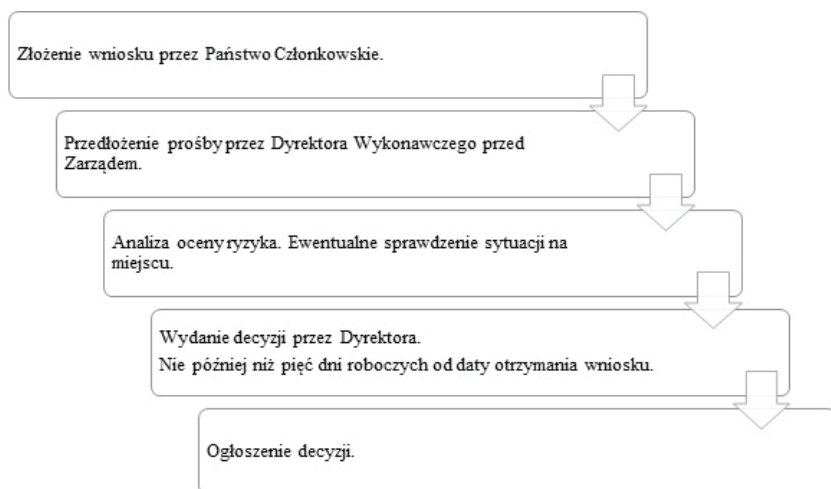 Złożenie wniosku przez Państwo Członkowskie.
Przedłożenie prośby przez Dyrektora Wykonawczego przed
Zarządem.
Analiza oceny ryzyka. Ewentualne sprawdzenie sytuacji na
miejscu.
Wydanie decyzji przez Dyrektora.
Nie później niż pięć dni roboczych od daty otrzymania wniosku.
Ogłoszenie decyzji.